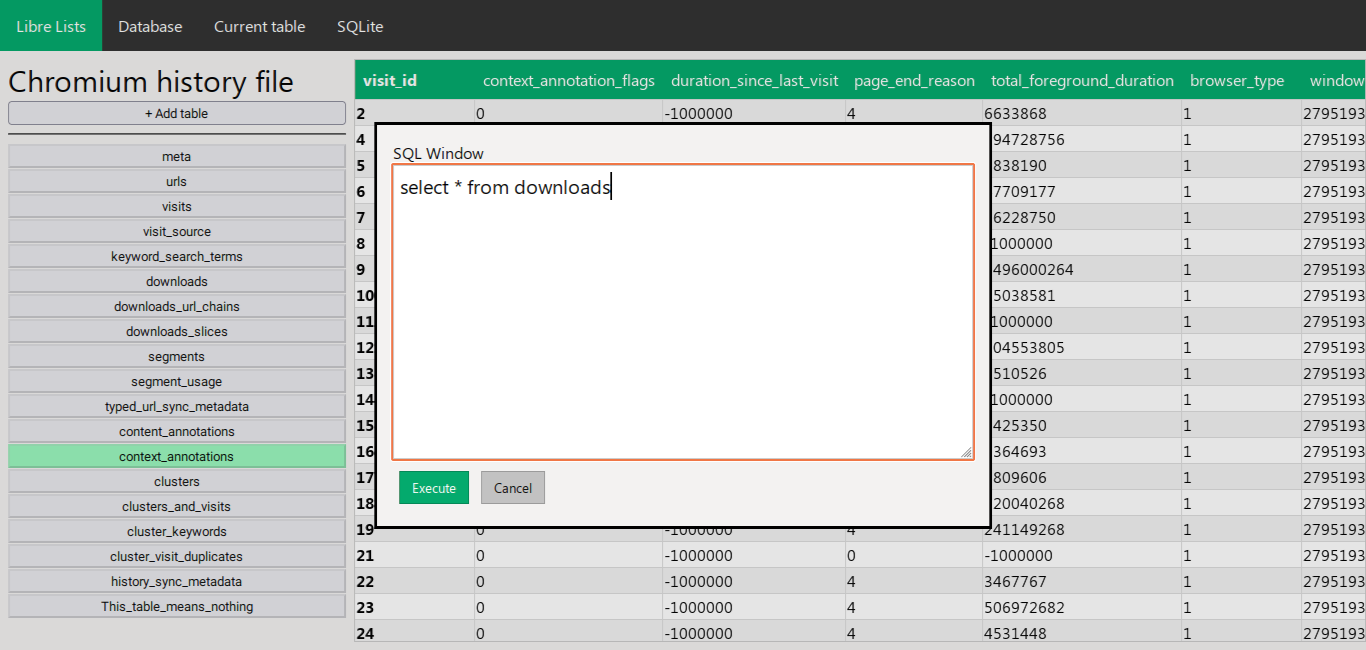 Libre Lists Database Current table SQLite
Chromium history file
+ Add table
meta
urls
visits
visit_source
keyword_search_terms
downloads
downloads_url_chains
downloads_slices
segments
segment_usage
typed_url_sync_metadata
content_annotations
context_annotations
clusters
clusters_and_visits
cluster_keywords
cluster_visit_duplicates
history_sync_metadata
This_table_means_nothing
visit_id context_annotation_flags duration_since_last_visit page_end_reason total_foreground_duration browser_type window
2 0 -1000000 4 6633868 1 2795193
4 94728756 1 2795193
5 838190 1 2795193
6 7709177 1 2795193
7 6228750 1 2795193
8 1000000 1 2795193
9 496000264 1 2795193
10 5038581 1 2795193
11 1000000 1 2795193
12 04553805 1 2795193
13 510526 1 2795193
14 1000000 1 2795193
15 425350 1 2795193
16 364693 1 2795193
17 809606 1 2795193
18 20040268 1 2795193
19 0 -1000000 4 241149268 1 2795193
21 0 -1000000 0 -1000000 1 2795193
22 0 -1000000 4 3467767 1 2795193
23 0 -1000000 4 506972682 1 2795193
24 0 -1000000 4 4531448 1 2795193
SQL Window
select * from downloads
Execute Cancel